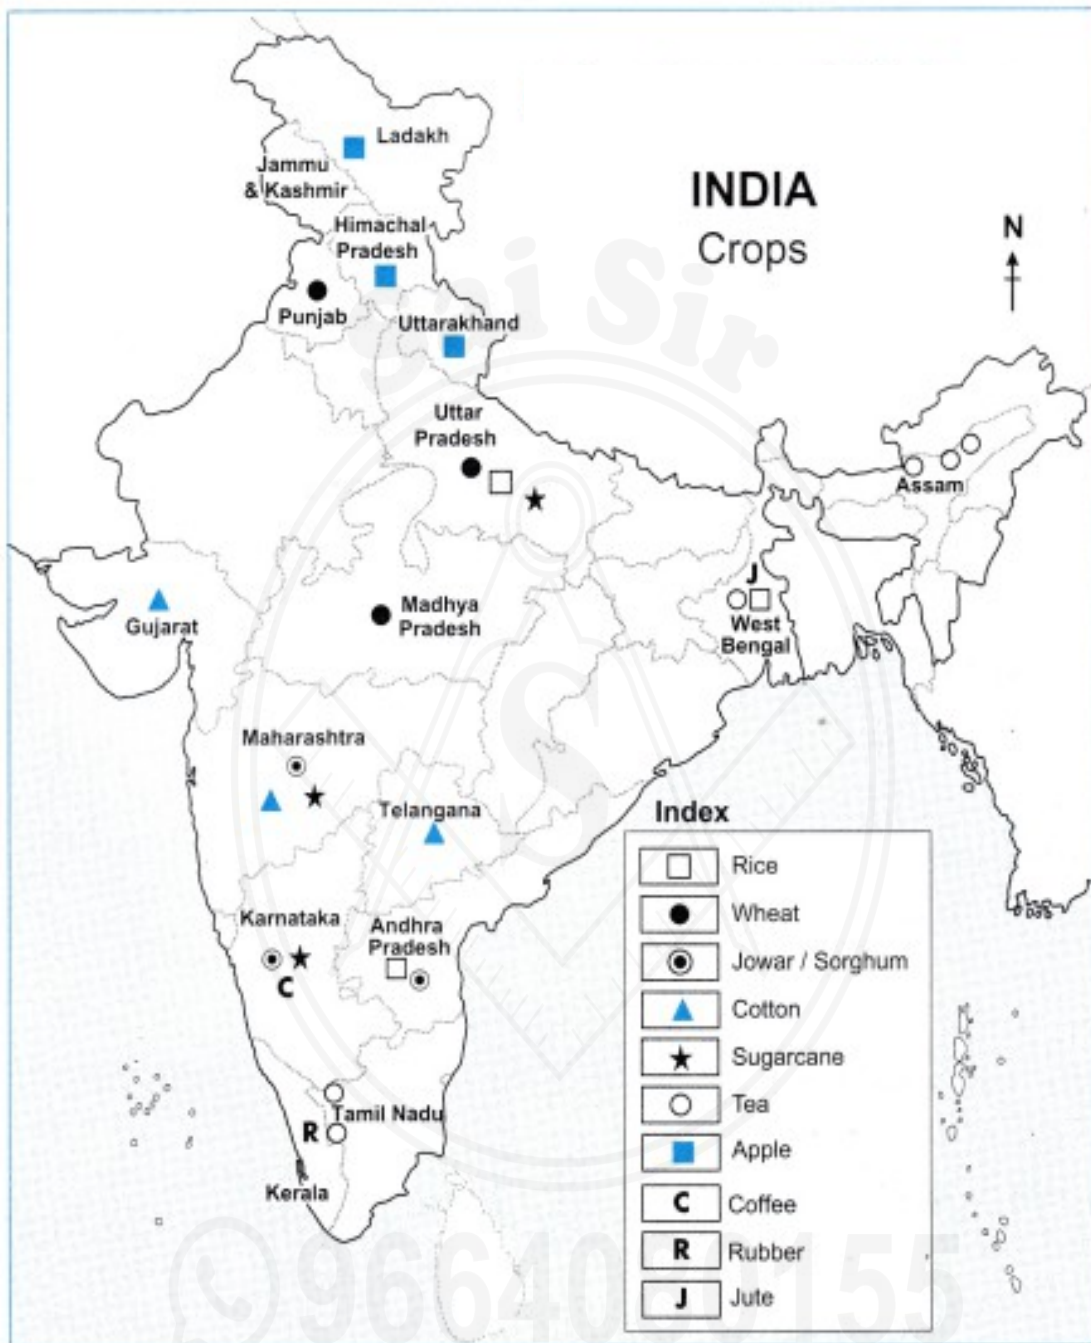 INDIA
Crops
N
Ladakh
Jammu
& Kashmir
Himachal
Pradesh
Punjab
Uttarakhand
Uttar
Pradesh
Assam
J
West
Bengal
Madhya
Pradesh
Gujarat
Maharashtra
Telangana
Karnataka
C
Andhra
Pradesh
Tamil Nadu
R
Kerala
Index
Rice
Wheat
Jowar / Sorghum
Cotton
Sugarcane
Tea
Apple
C Coffee
R Rubber
J Jute
Sir
S